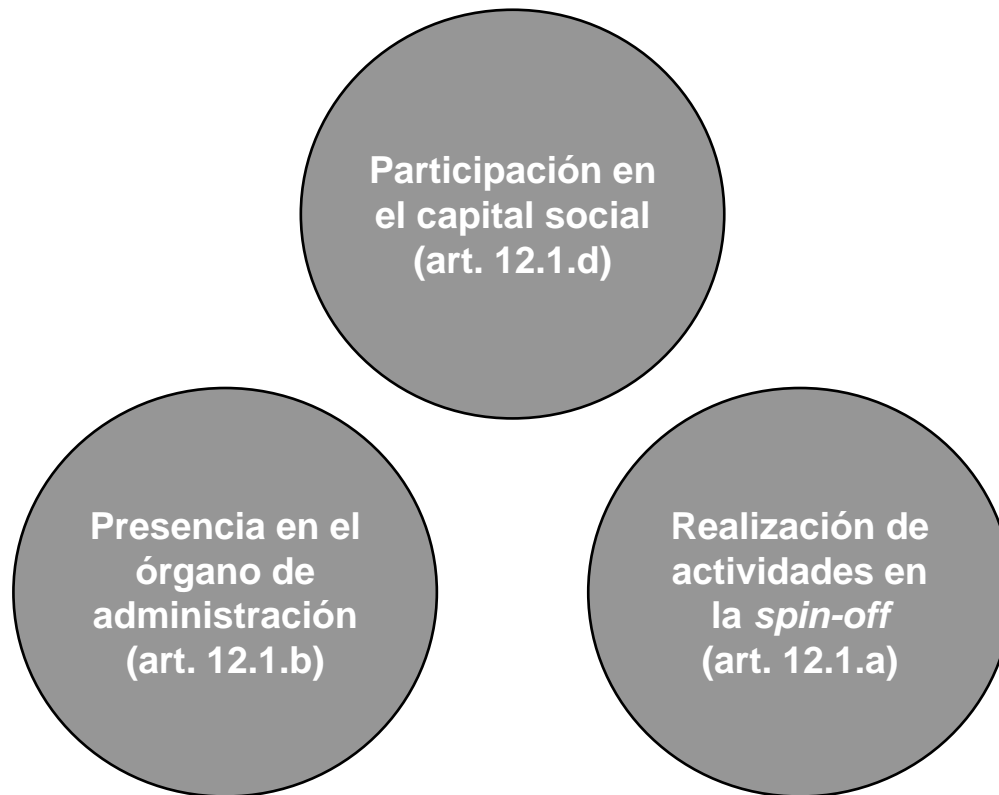 Participación en
el capital social
(art. 12.1.d)
Presencia en el
órgano de
administración
(art. 12.1.b)
Realización de
actividades en
la spin-off
(art. 12.1.a)